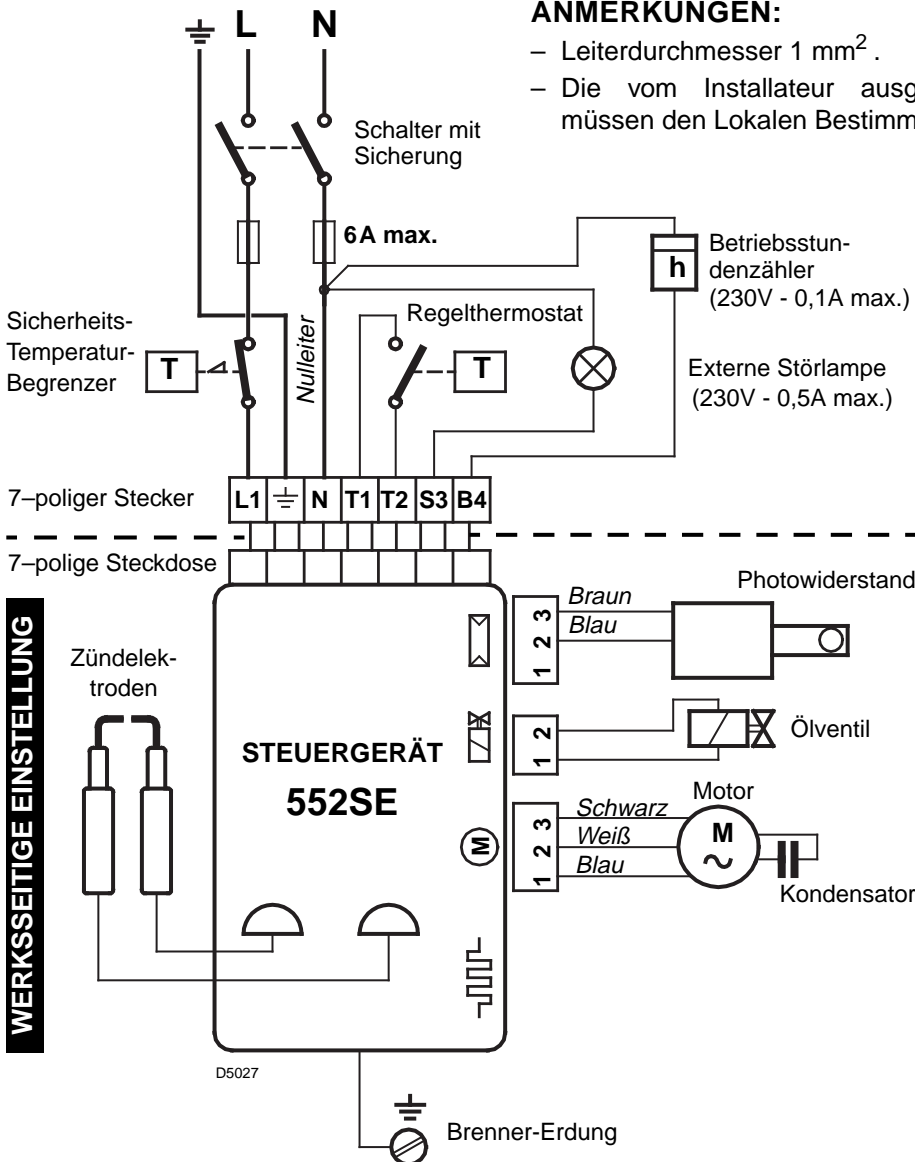 ANMERKUNGEN:
– Leiterdurchmesser 1 mm² .
– Die vom Installateur
müssen den Lokalen
L
N
Schalter mit
Sicherung
6A max.
h
Betriebsstun-
denzähler
(230V - 0,1A max.)
Sicherheits-
Temperatur-
Begrenzer
T
Nulleiter
Regelthermostat
T
Externe Störlampe
(230V - 0,5A max.)
7–poliger Stecker
L1 N T1 T2 S3 B4
7–polige Steckdose
WERKSSEITIGE EINSTELLUNG
Zündelek-
troden
STEUERGERÄT
552SE
3
2
1
Braun
Blau
Photowiderstand
2
1
Ölventil
M
3
2
1
Schwarz
Weiß
Blau
Motor
M
Kondensator
D5027
Brenner-Erdung